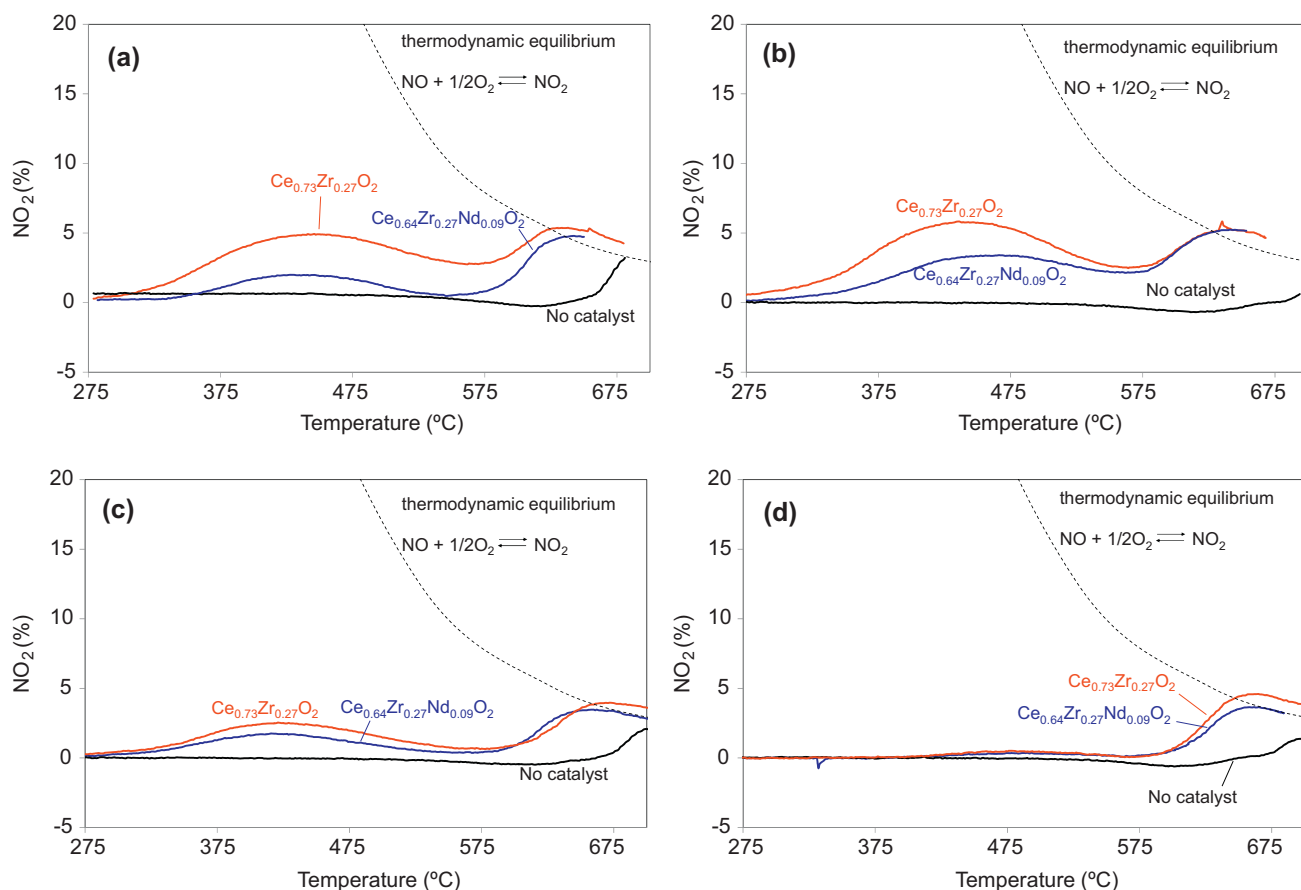 20
15
10
5
0
-5
NO₂(%)
(a)
thermodynamic equilibrium
NO + 1/2O₂ ⇌ NO₂
Ce₀.₇₃Zr₀.₂₇O₂
Ce₀.₆₄Zr₀.₂₇Nd₀.₀₉O₂
No catalyst
275 375 475 575 675
Temperature (ºC)
20
15
10
5
0
-5
NO₂(%)
(b)
thermodynamic equilibrium
NO + 1/2O₂ ⇌ NO₂
Ce₀.₇₃Zr₀.₂₇O₂
Ce₀.₆₄Zr₀.₂₇Nd₀.₀₉O₂
No catalyst
275 375 475 575 675
Temperature (ºC)
20
15
10
5
0
-5
NO₂(%)
(c)
thermodynamic equilibrium
NO + 1/2O₂ ⇌ NO₂
Ce₀.₇₃Zr₀.₂₇O₂
Ce₀.₆₄Zr₀.₂₇Nd₀.₀₉O₂
No catalyst
275 375 475 575 675
Temperature (ºC)
20
15
10
5
0
-5
NO₂(%)
(d)
thermodynamic equilibrium
NO + 1/2O₂ ⇌ NO₂
Ce₀.₇₃Zr₀.₂₇O₂
Ce₀.₆₄Zr₀.₂₇Nd₀.₀₉O₂
No catalyst
275 375 475 575 675
Temperature (ºC)